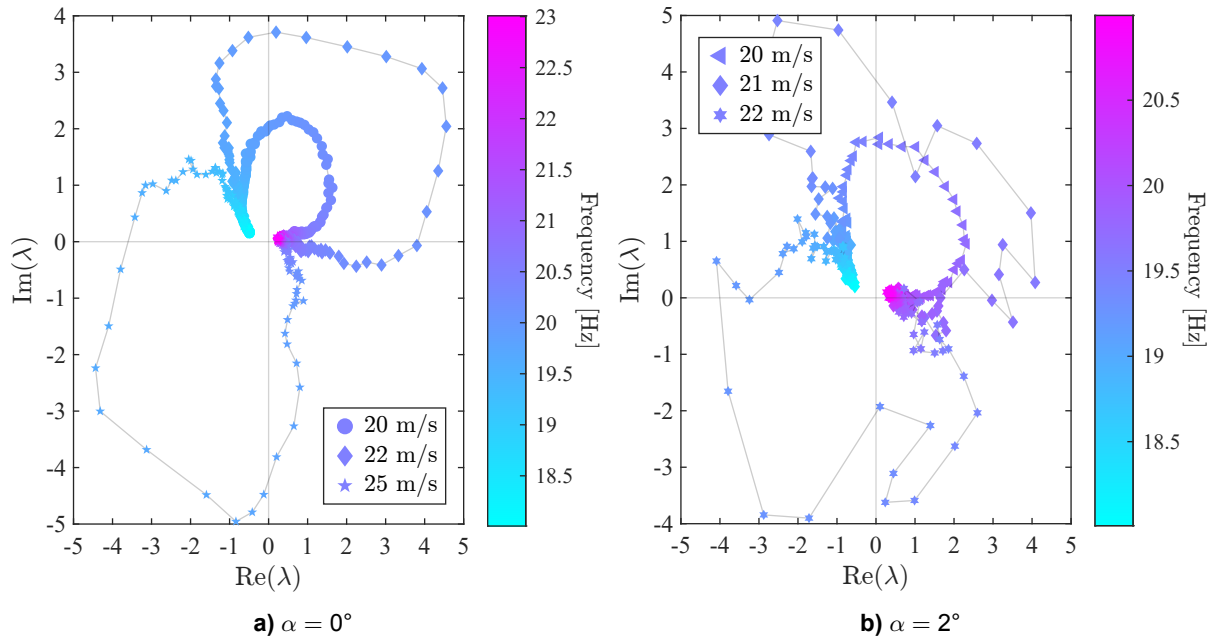 4
3
2
1
0
-1
-2
-3
-4
-5
Im(λ)
-5 -4 -3 -2 -1 0 1 2 3 4 5
Re(λ)
20 m/s
22 m/s
25 m/s
23
22.5
22
21.5
21
20.5
20
19.5
19
18.5
Frequency [Hz]
a) α = 0°
5
4
3
2
1
0
-1
-2
-3
-4
Im(λ)
-5 -4 -3 -2 -1 0 1 2 3 4 5
Re(λ)
20 m/s
21 m/s
22 m/s
20.5
20
19.5
19
18.5
Frequency [Hz]
b) α = 2°